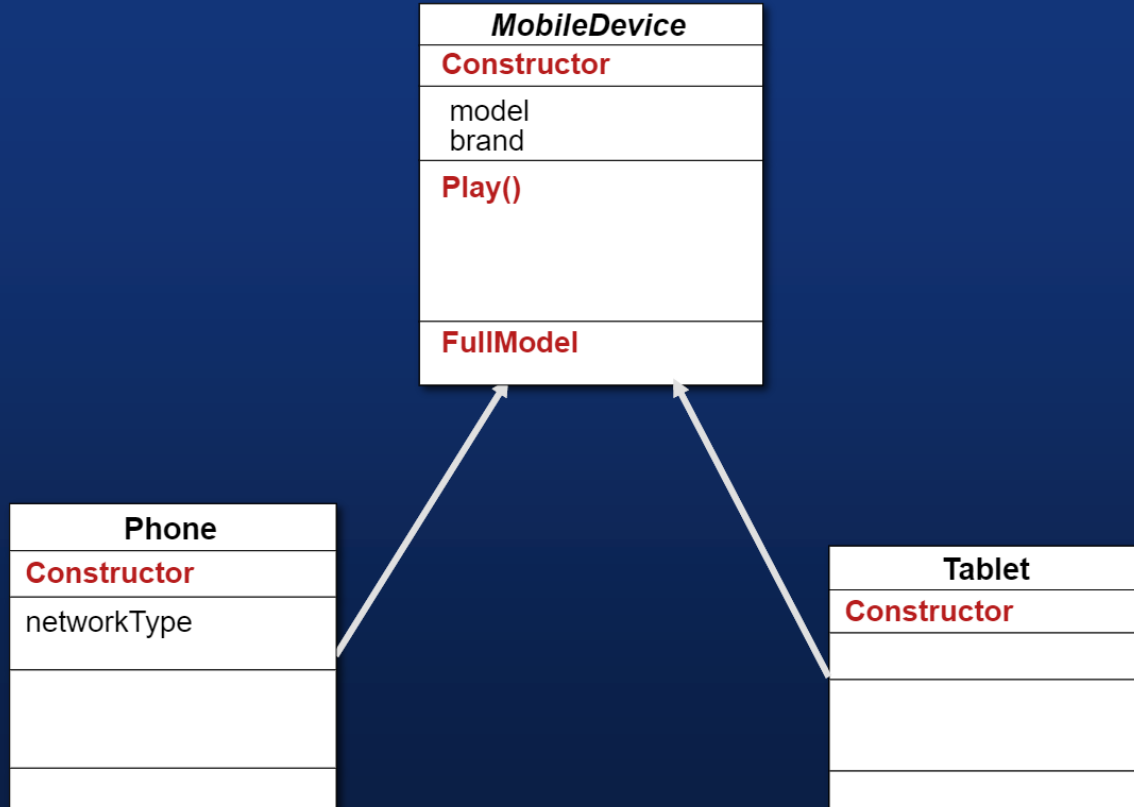 MobileDevice
Constructor
model
brand
Play()
FullModel
Phone
Constructor
networkType
Tablet
Constructor